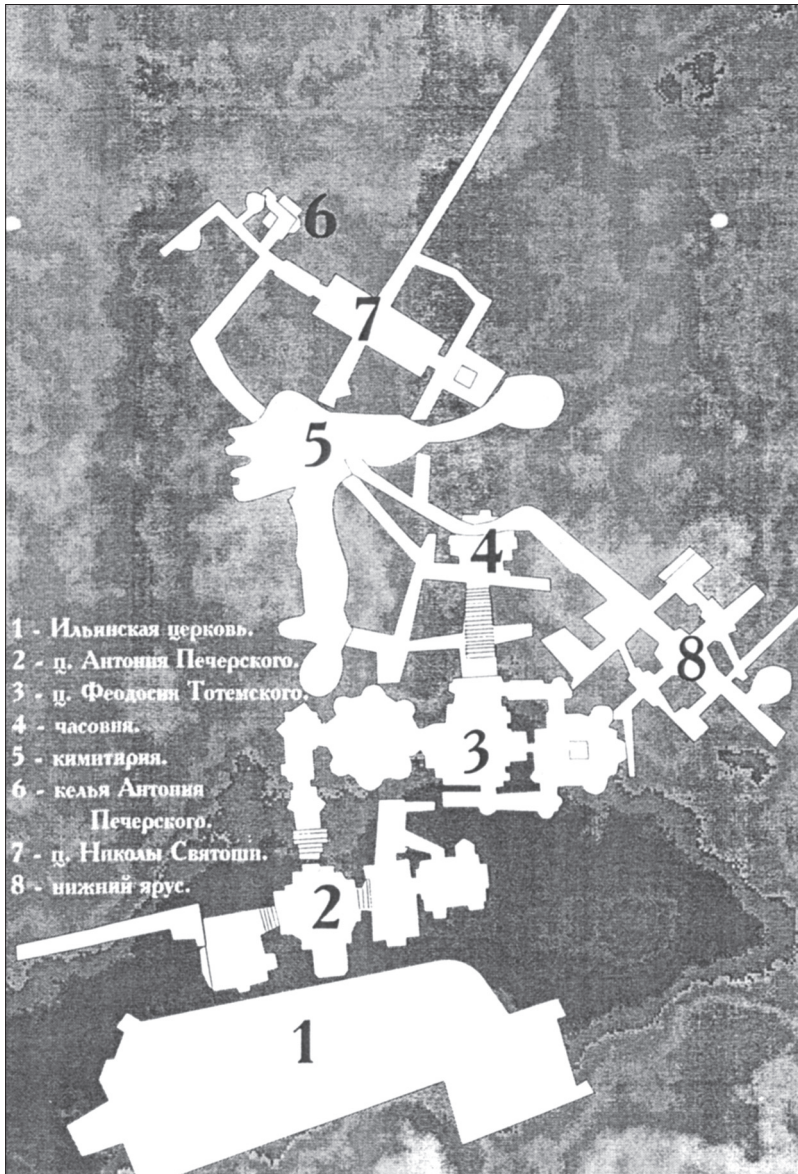 6
7
5
4
1 - Ильинская церковь.
2 - ц. Антония Печерского.
3 - ц. Феодосия Тотемского.
4 - часовня.
5 - кимитирия.
6 - келья Антония
Печерского.
7 - ц. Николы Святоши.
8 - нижний ярус.
8
3
2
1